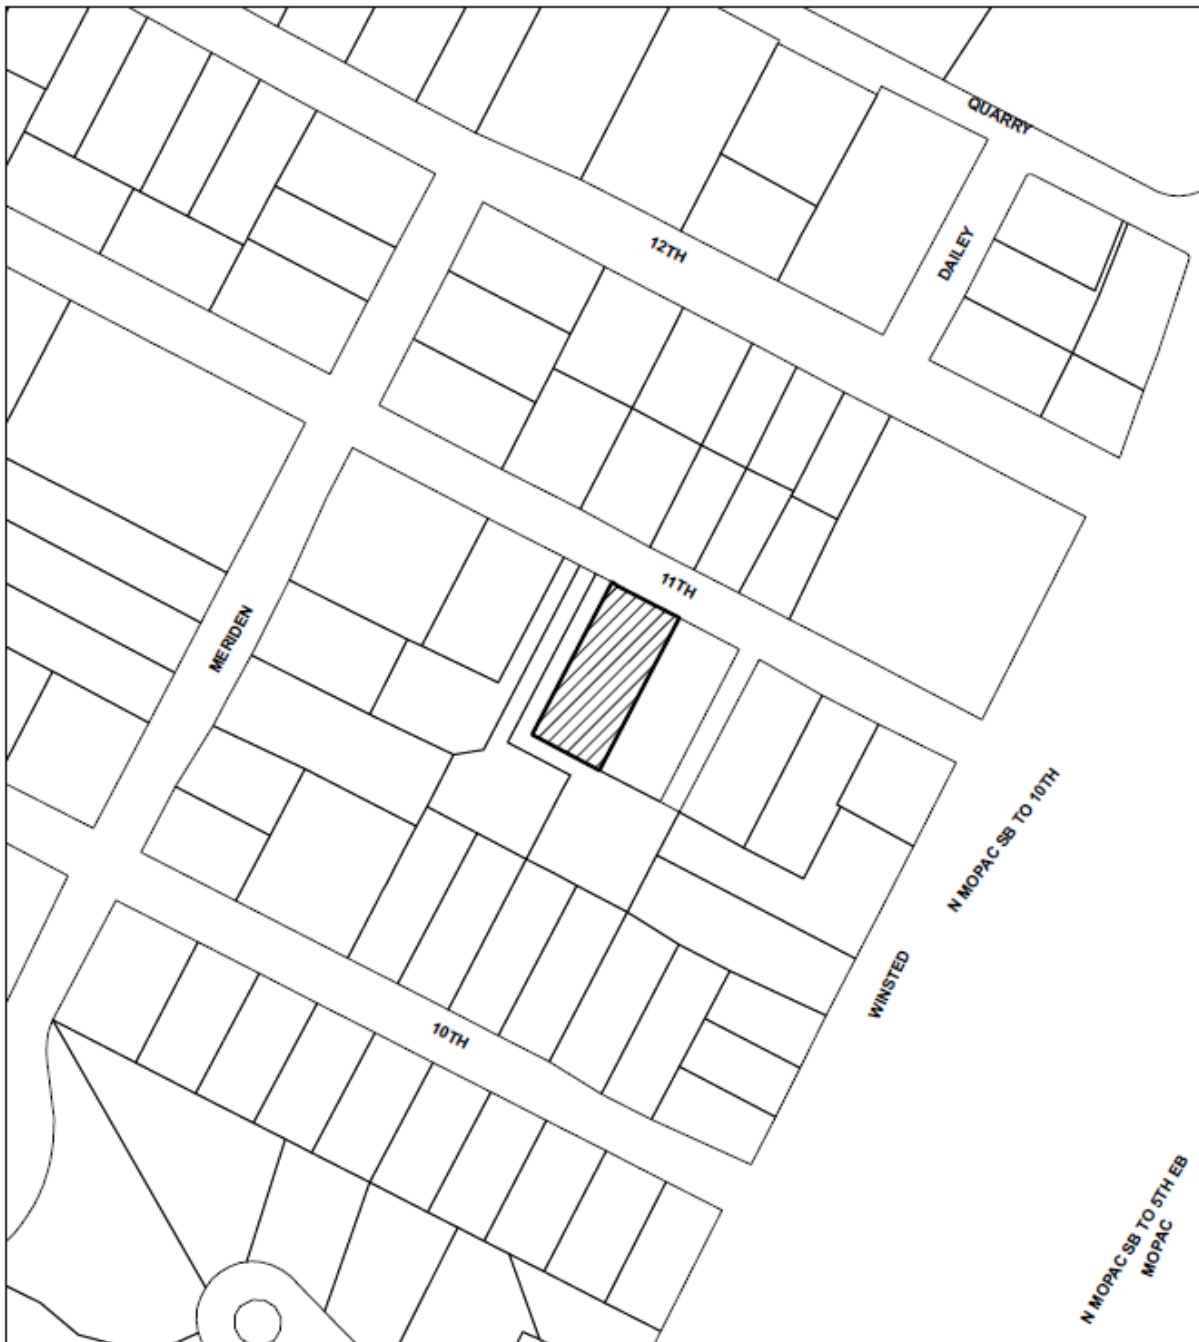 QUARRY
12TH
DAILEY
11TH
MERIDEN
N MOPAC SB TO 10TH
WINSTED
10TH
N MOPAC SB TO 5TH EB
MOPAC